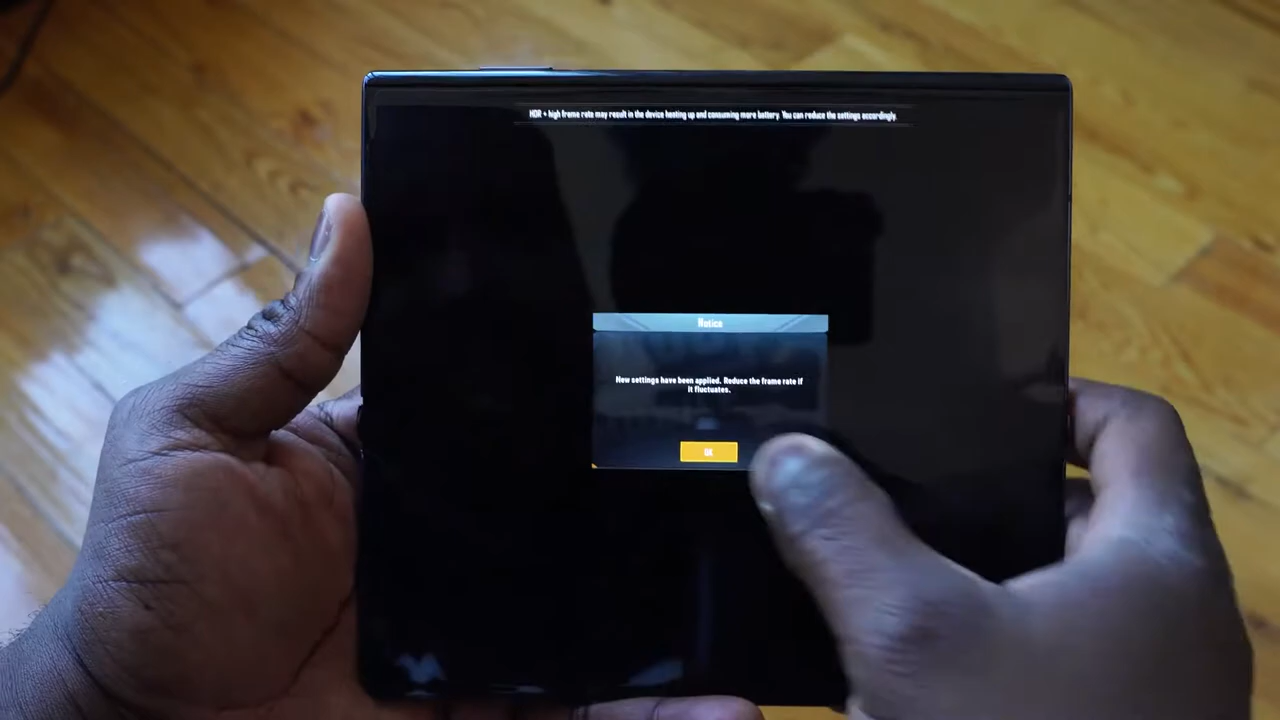 HDR + high frame rate may result in the device heating up and consuming more battery. You can reduce the settings accordingly.
Notice
New settings have been applied. Reduce the frame rate if
it fluctuates.
OK